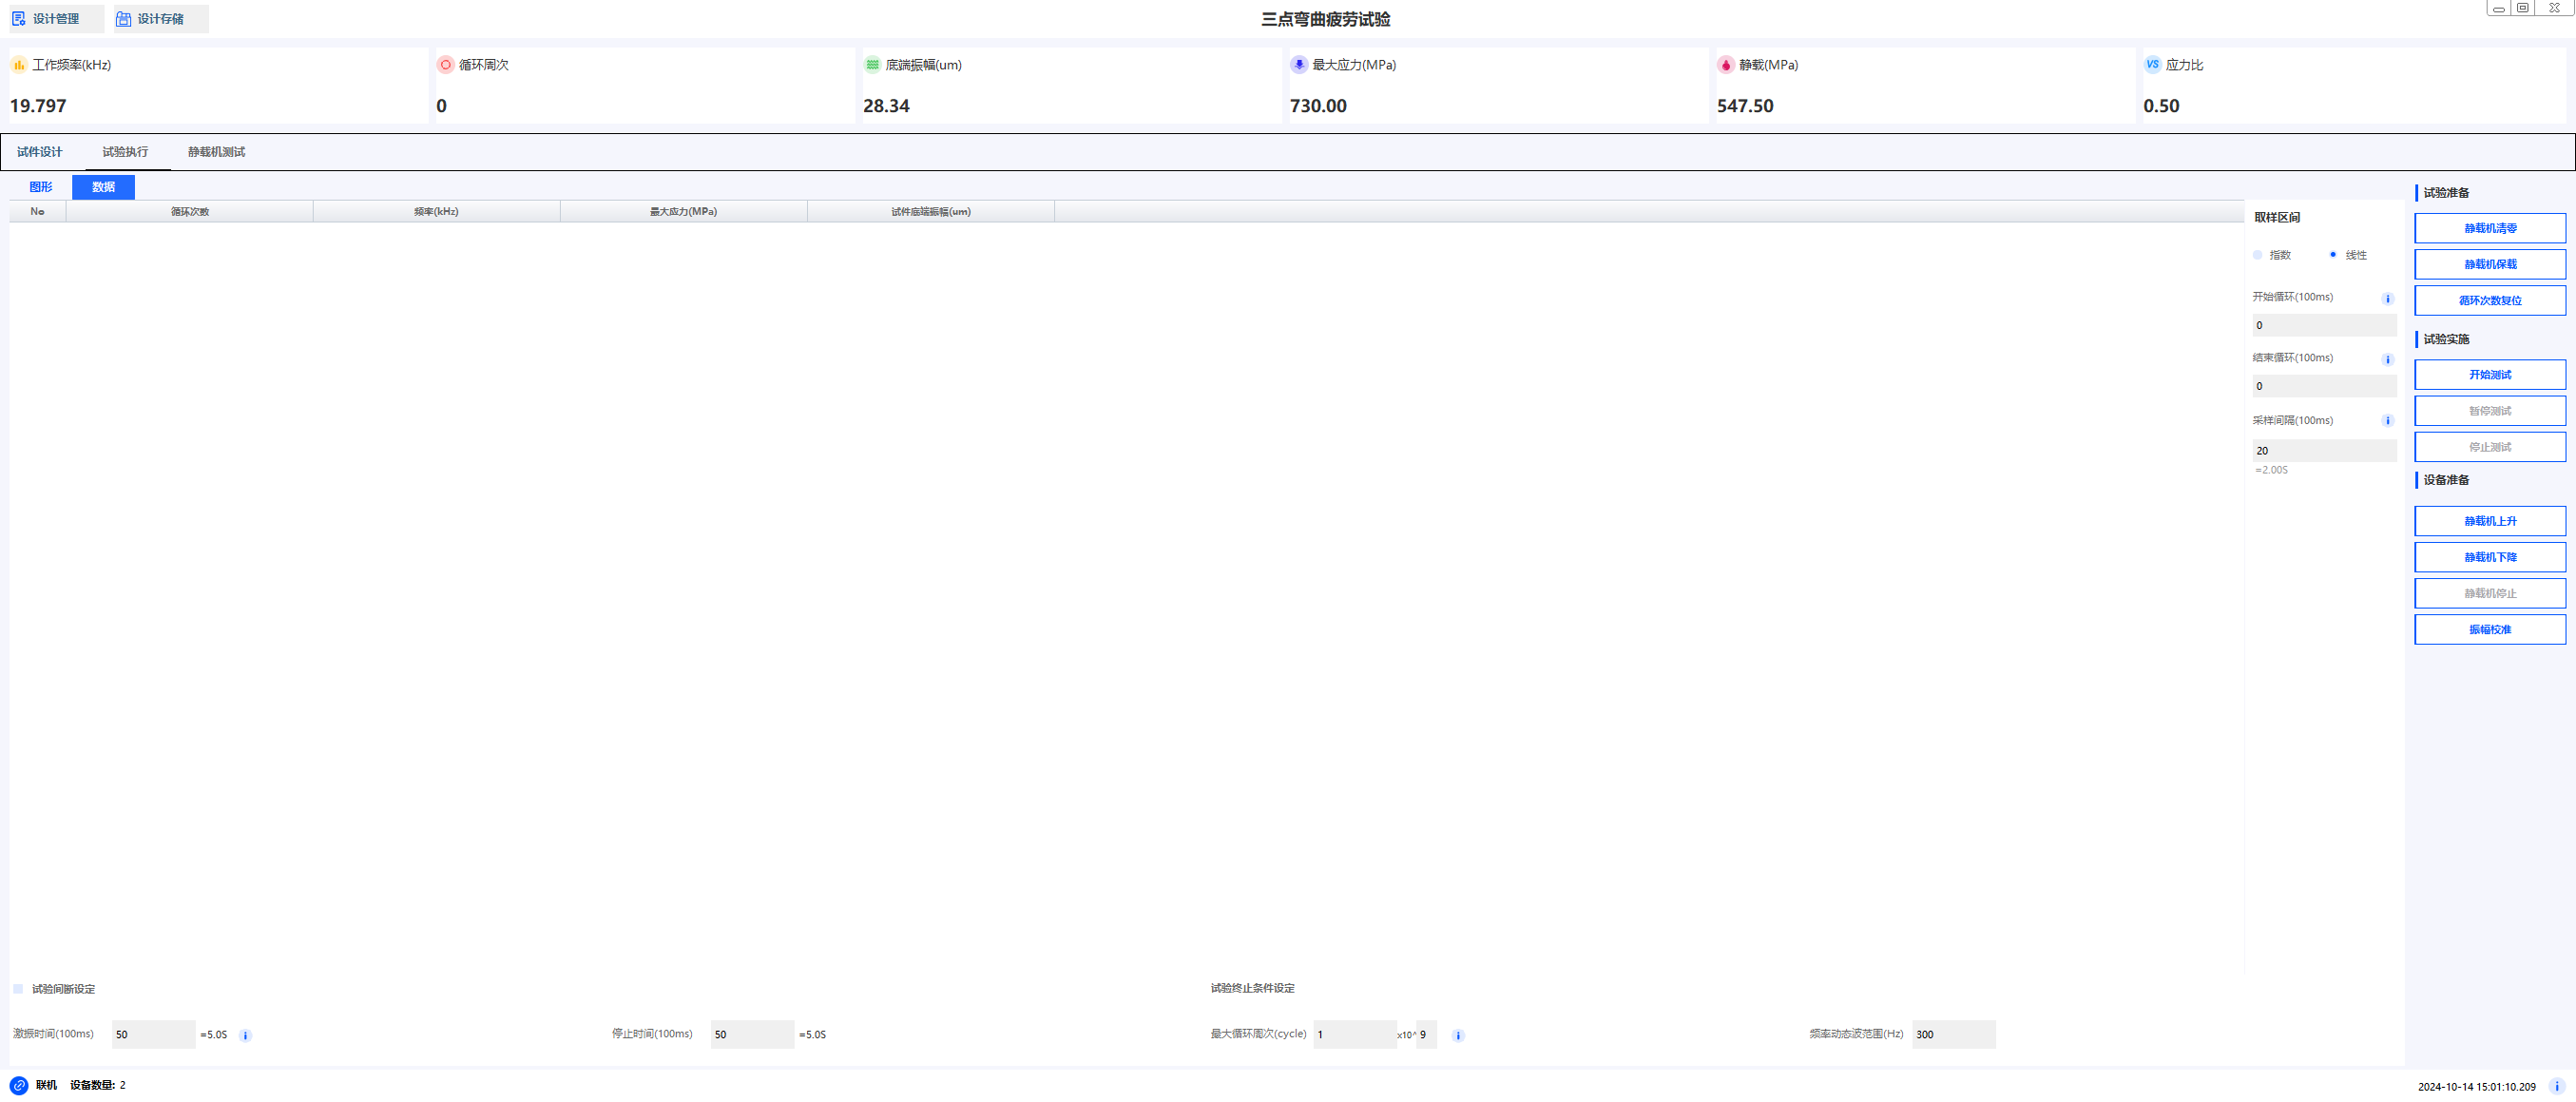 设计管理 设计存储 三点弯曲疲劳试验
工作频率(kHz) 循环周次 底端振幅(um) 最大应力(MPa) 静载(MPa) VS 应力比
19.797 0 28.34 730.00 547.50 0.50
试件设计 试验执行 静载机测试
图形 数据
No 循环次数 频率(kHz) 最大应力(MPa) 试件底端振幅(um)
取样区间
指数 线性
开始循环(100ms)
0
结束循环(100ms)
0
采样间隔(100ms)
20
=2.00S
试验准备
静载机清零
静载机保载
循环次数复位
试验实施
开始测试
暂停测试
停止测试
设备准备
静载机上升
静载机下降
静载机停止
振幅校准
试验间断设定 试验终止条件设定
激振时间(100ms) 50 =5.0S 停止时间(100ms) 50 =5.0S 最大循环周次(cycle) 1 x10^ 9 频率动态波范围(Hz) 300
联机 设备数量: 2 2024-10-14 15:01:10.209